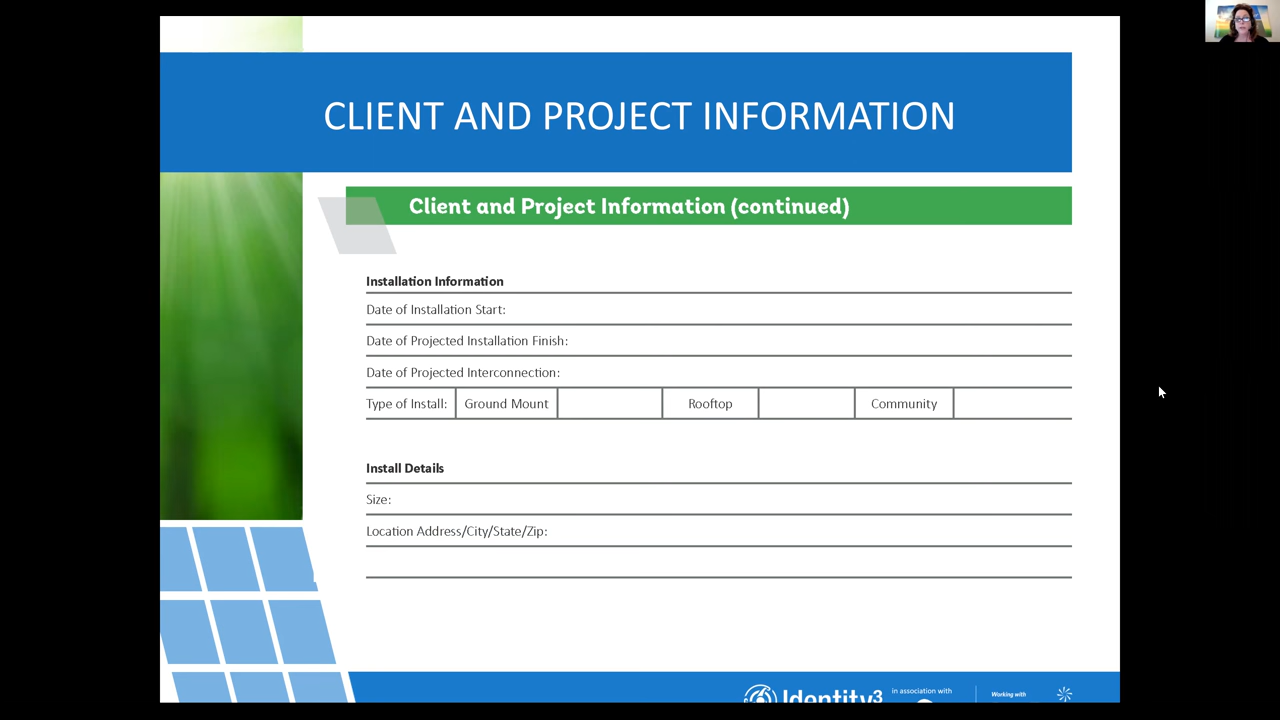 CLIENT AND PROJECT INFORMATION
Client and Project Information (continued)
Installation Information
Date of Installation Start:
Date of Projected Installation Finish:
Date of Projected Interconnection:
Type of Install: Ground Mount Rooftop Community
Install Details
Size:
Location Address/City/State/Zip:
Identity3 in association with Working with